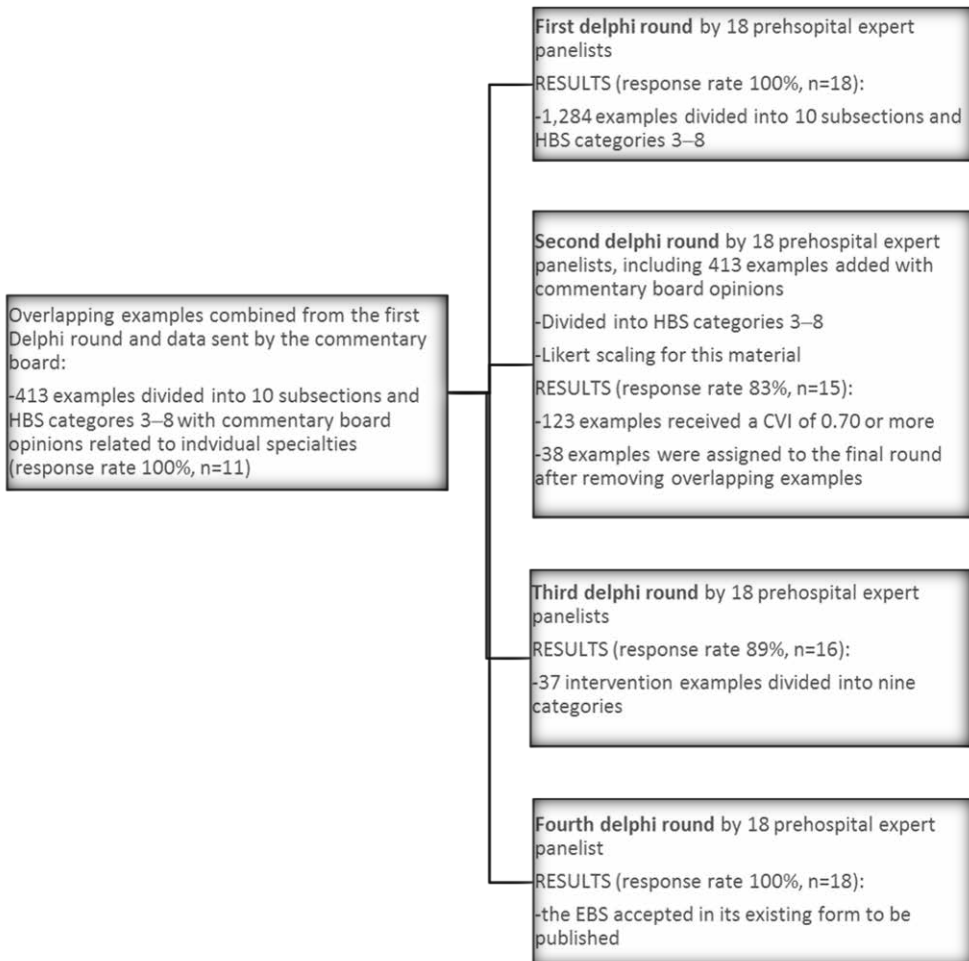 First delphi round by 18 prehsopital expert
panelists
RESULTS (response rate 100%, n=18):
-1,284 examples divided into 10 subsections and
HBS categories 3–8
Second delphi round by 18 prehospital expert
panelists, including 413 examples added with
commentary board opinions
-Divided into HBS categories 3–8
-Likert scaling for this material
RESULTS (response rate 83%, n=15):
-123 examples received a CVI of 0.70 or more
-38 examples were assigned to the final round
after removing overlapping examples
Overlapping examples combined from the first
Delphi round and data sent by the commentary
board:
-413 examples divided into 10 subsections and
HBS categores 3–8 with commentary board
opinions related to indvidual specialties
(response rate 100%, n=11)
Third delphi round by 18 prehospital expert
panelists
RESULTS (response rate 89%, n=16):
-37 intervention examples divided into nine
categories
Fourth delphi round by 18 prehospital expert
panelist
RESULTS (response rate 100%, n=18):
-the EBS accepted in its existing form to be
published